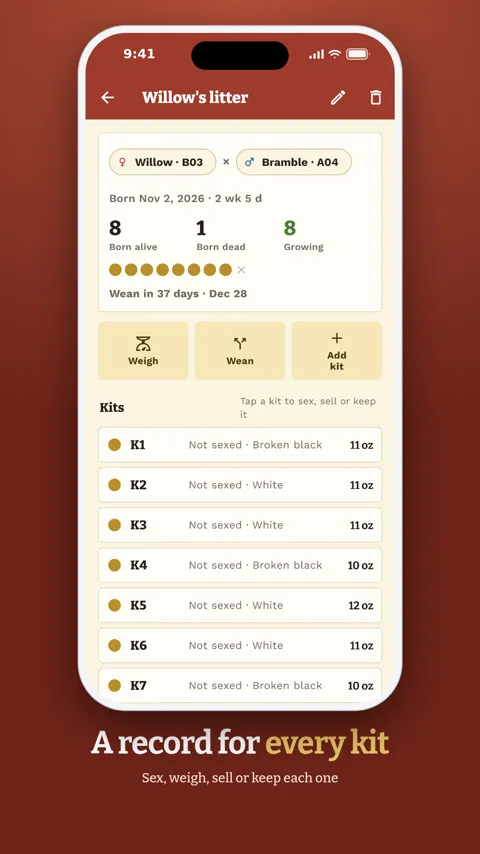 9:41
Willow's litter
♀ Willow · B03 × ♂ Bramble · A04
Born Nov 2, 2026 · 2 wk 5 d
8 1 8
Born alive Born dead Growing
Wean in 37 days · Dec 28
Weigh Wean Add
kit
Kits Tap a kit to sex, sell or keep
it
K1 Not sexed · Broken black 11 oz
K2 Not sexed · White 11 oz
K3 Not sexed · White 11 oz
K4 Not sexed · Broken black 10 oz
K5 Not sexed · White 12 oz
K6 Not sexed · White 11 oz
K7 Not sexed · Broken black 10 oz
A record for every kit
Sex, weigh, sell or keep each one